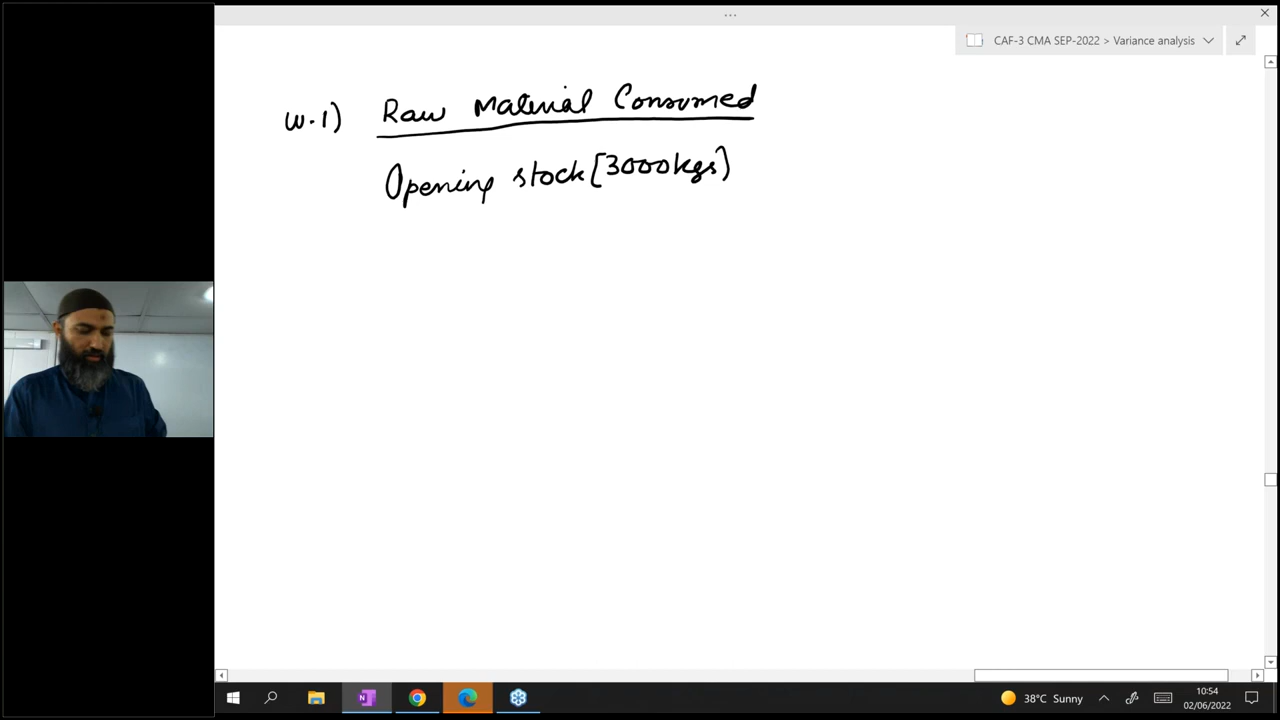 CAF-3 CMA SEP-2022 > Variance analysis
W.1) Raw Material Consumed
Opening stock [3000kgs]
38°C Sunny
10:54
02/06/2022